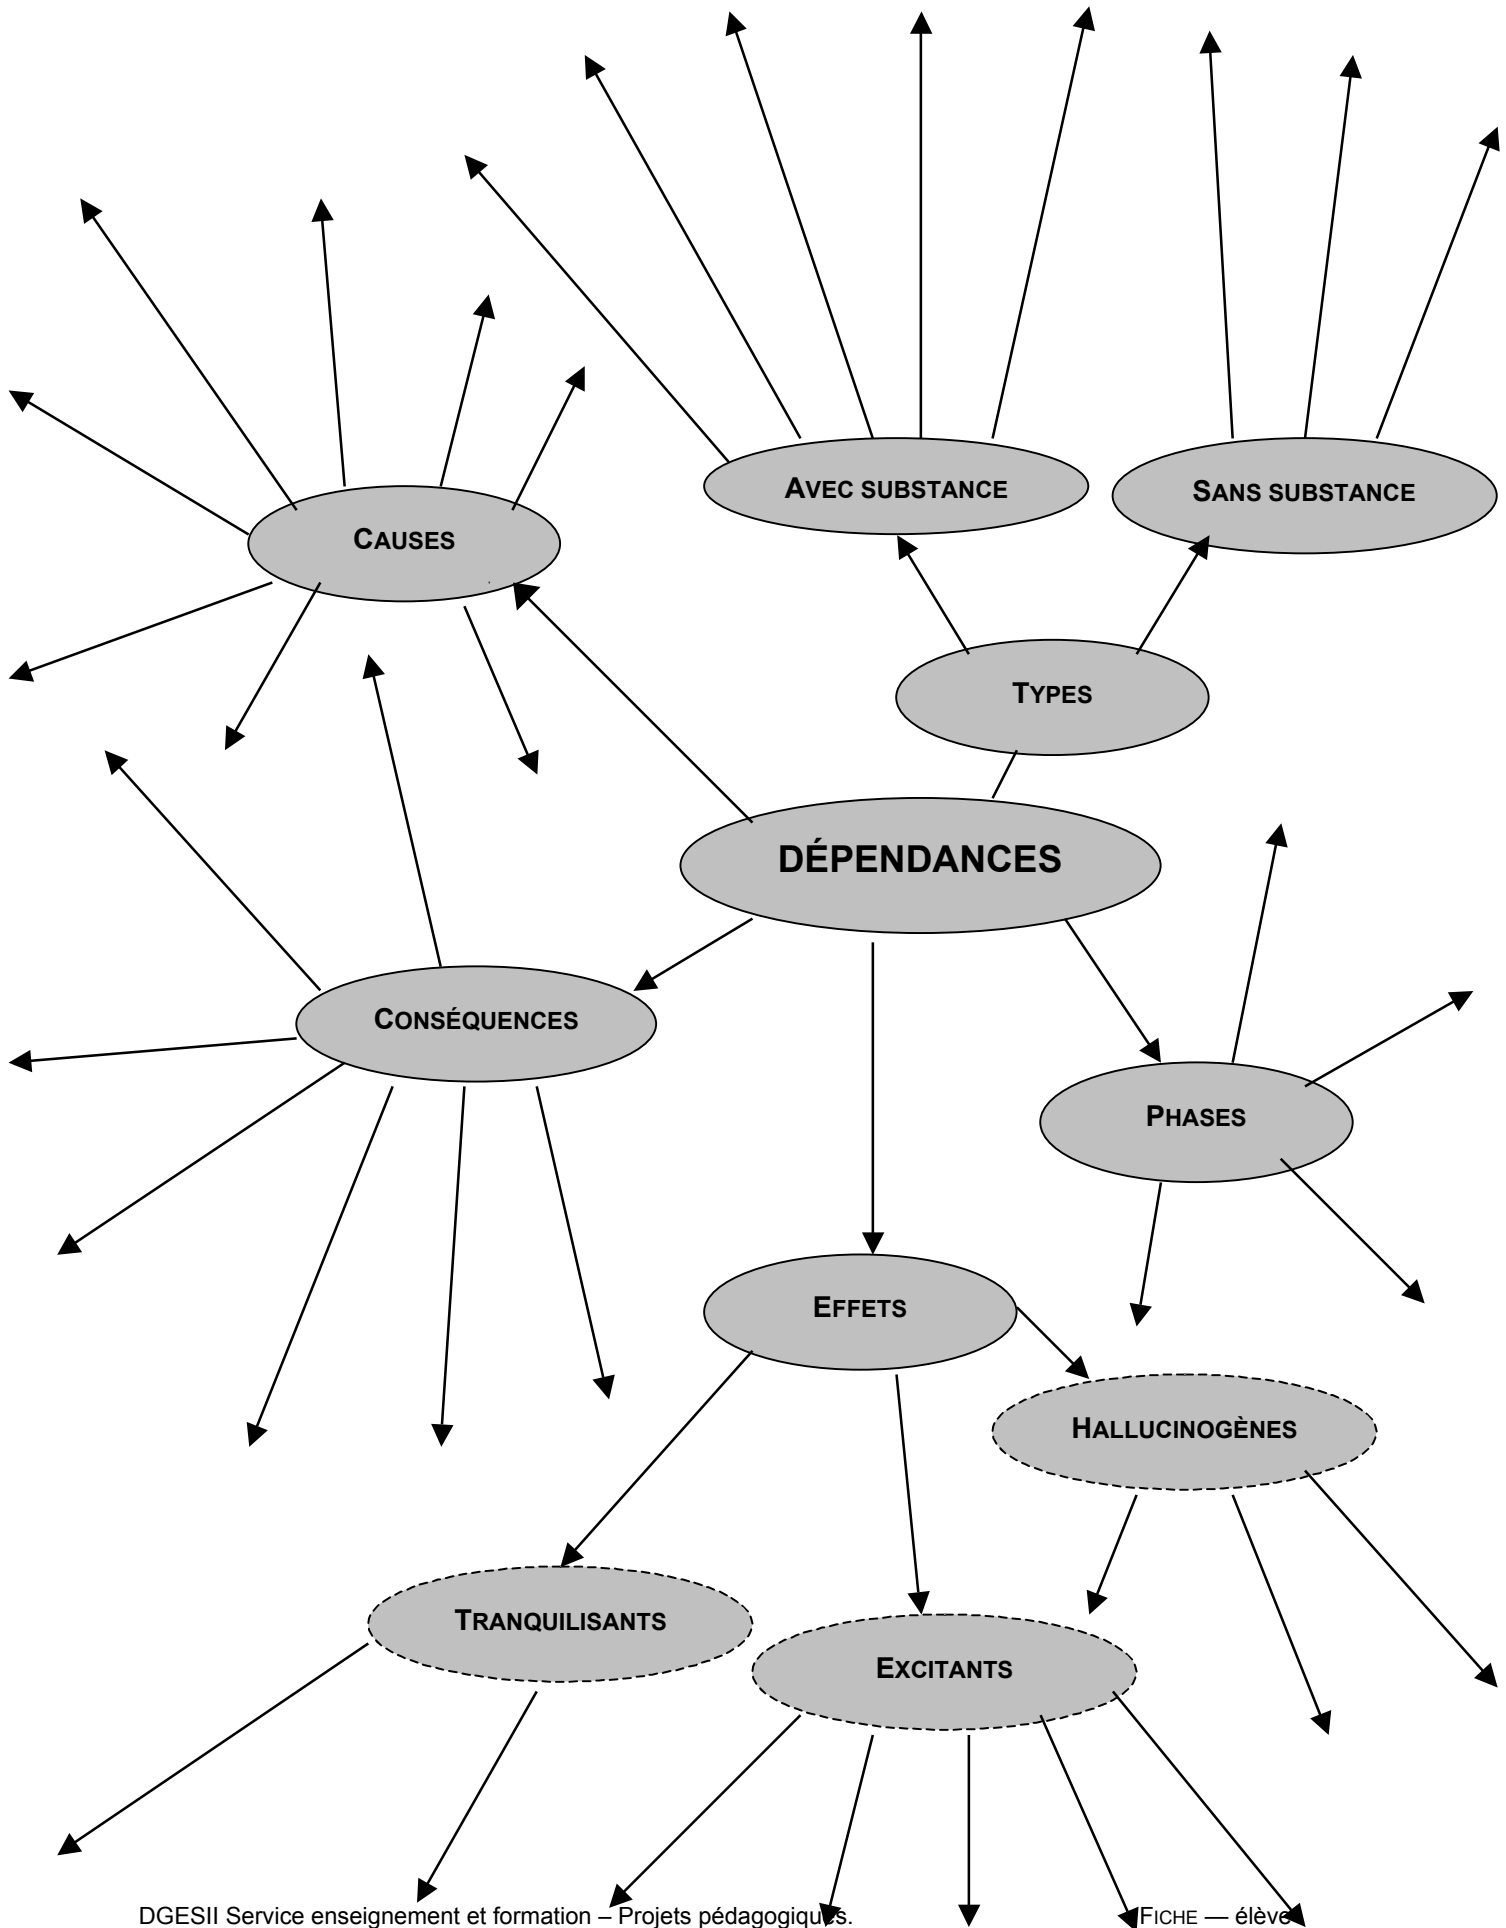 AVEC SUBSTANCE
SANS SUBSTANCE
CAUSES
TYPES
DÉPENDANCES
CONSÉQUENCES
PHASES
EFFETS
HALLUCINOGÈNES
TRANQUILISANTS
EXCITANTS
DGESII Service enseignement et formation – Projets pédagogiques. FICHE — élève